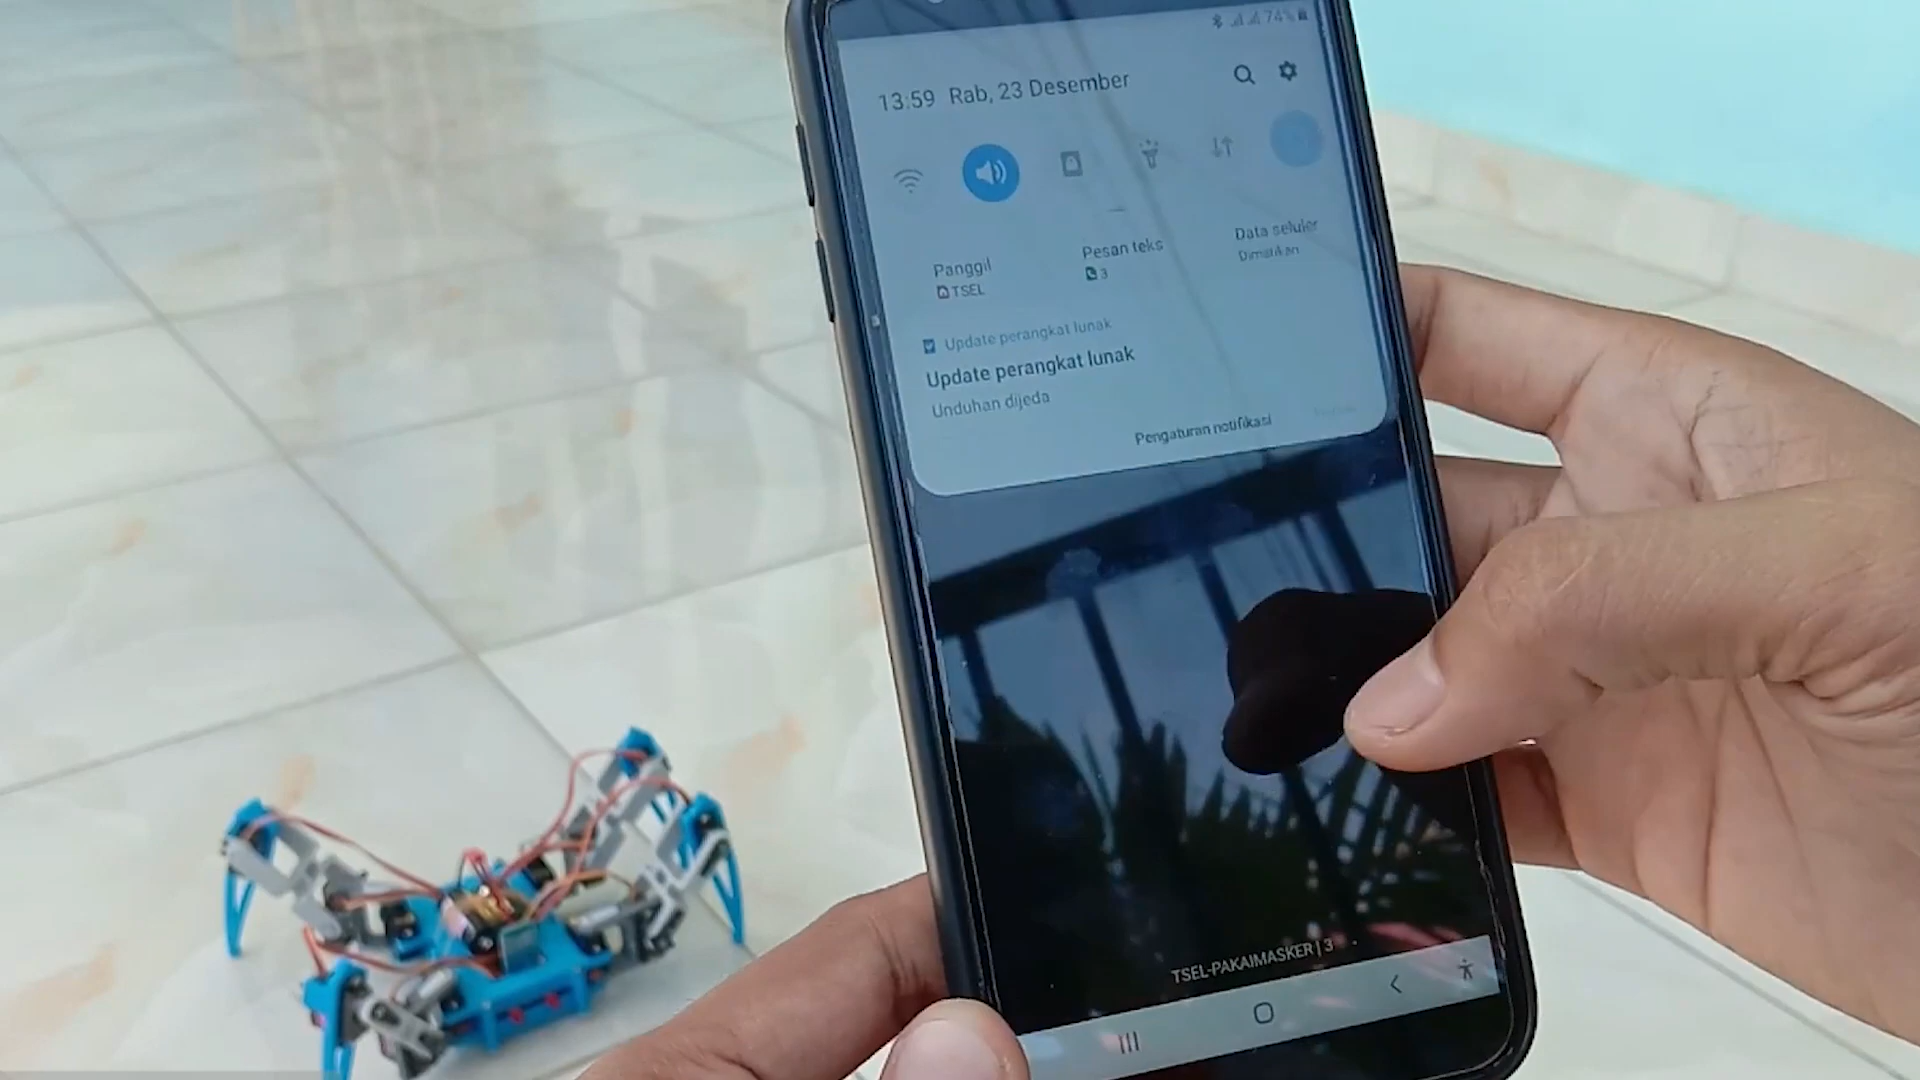 74%
13:59 Rab, 23 Desember
Panggil
TSEL
Pesan teks
3
Data seluler
Dimatikan
Update perangkat lunak
Update perangkat lunak
Unduhan dijeda
Pengaturan notifikasi
TSEL-PAKAIMASKER | 3